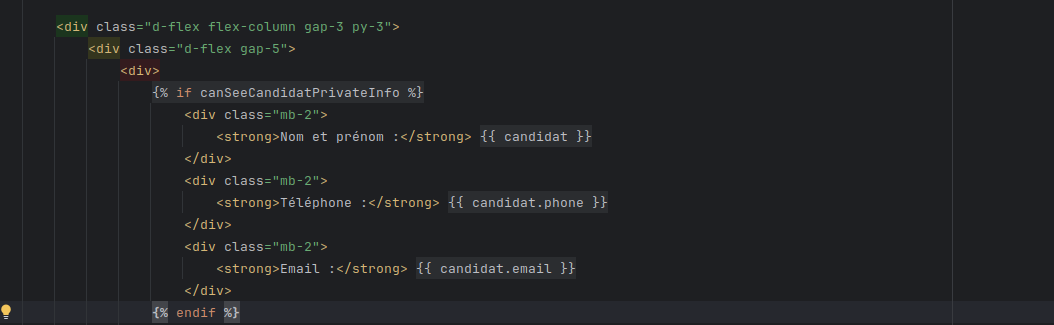 <div class="d-flex flex-column gap-3 py-3">
<div class="d-flex gap-5">
<div>
{% if canSeeCandidatPrivateInfo %}
<div class="mb-2">
<strong>Nom et prénom :</strong> {{ candidat }}
</div>
<div class="mb-2">
<strong>Téléphone :</strong> {{ candidat.phone }}
</div>
<div class="mb-2">
<strong>Email :</strong> {{ candidat.email }}
</div>
{% endif %}